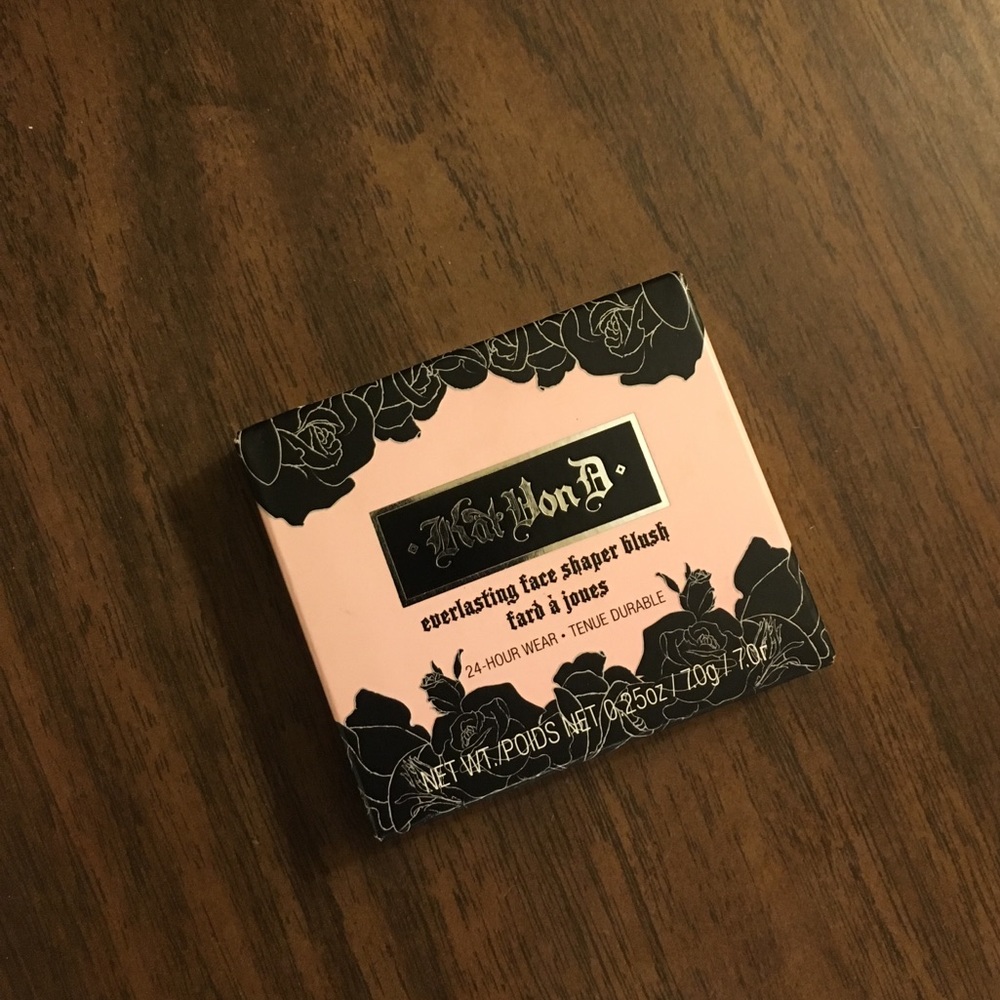 · Kat Von D ·
everlasting face shaper blush
fard à joues
24-HOUR WEAR • TENUE DURABLE
NET WT./POIDS NET 0.25oz / 7.0g / 7.0г